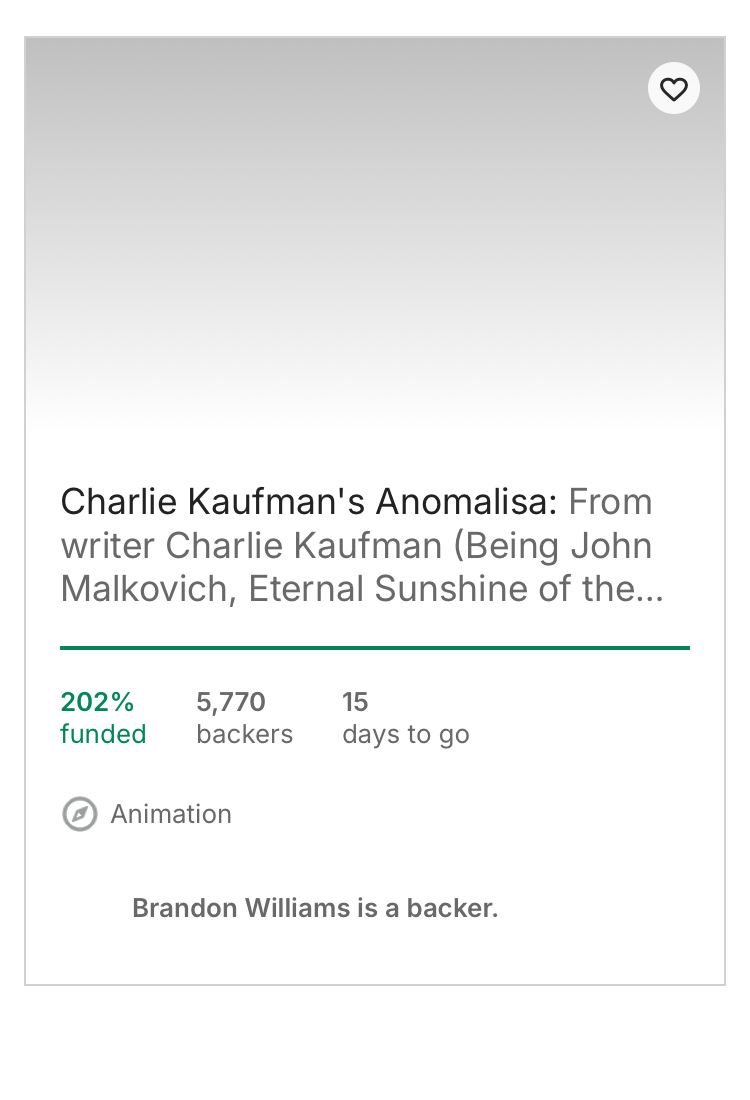 Charlie Kaufman's Anomalisa: From
writer Charlie Kaufman (Being John
Malkovich, Eternal Sunshine of the...
202% 5,770 15
funded backers days to go
Animation
Brandon Williams is a backer.